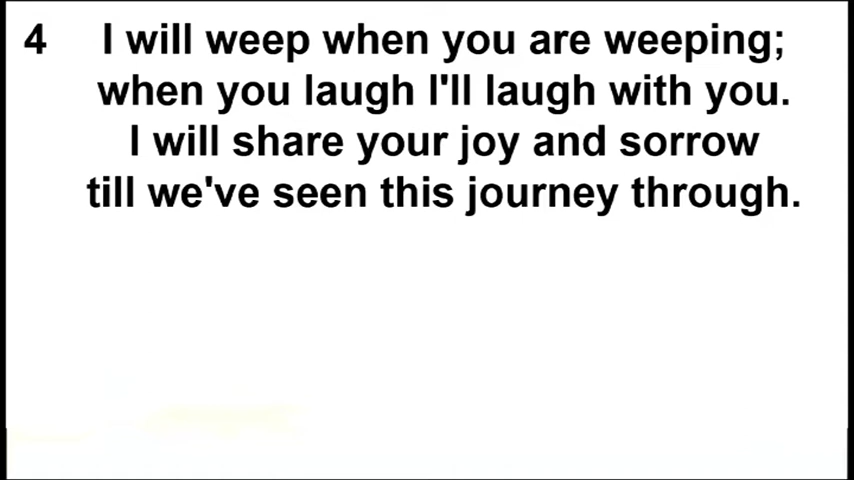 4 I will weep when you are weeping;
when you laugh I'll laugh with you.
I will share your joy and sorrow
till we've seen this journey through.